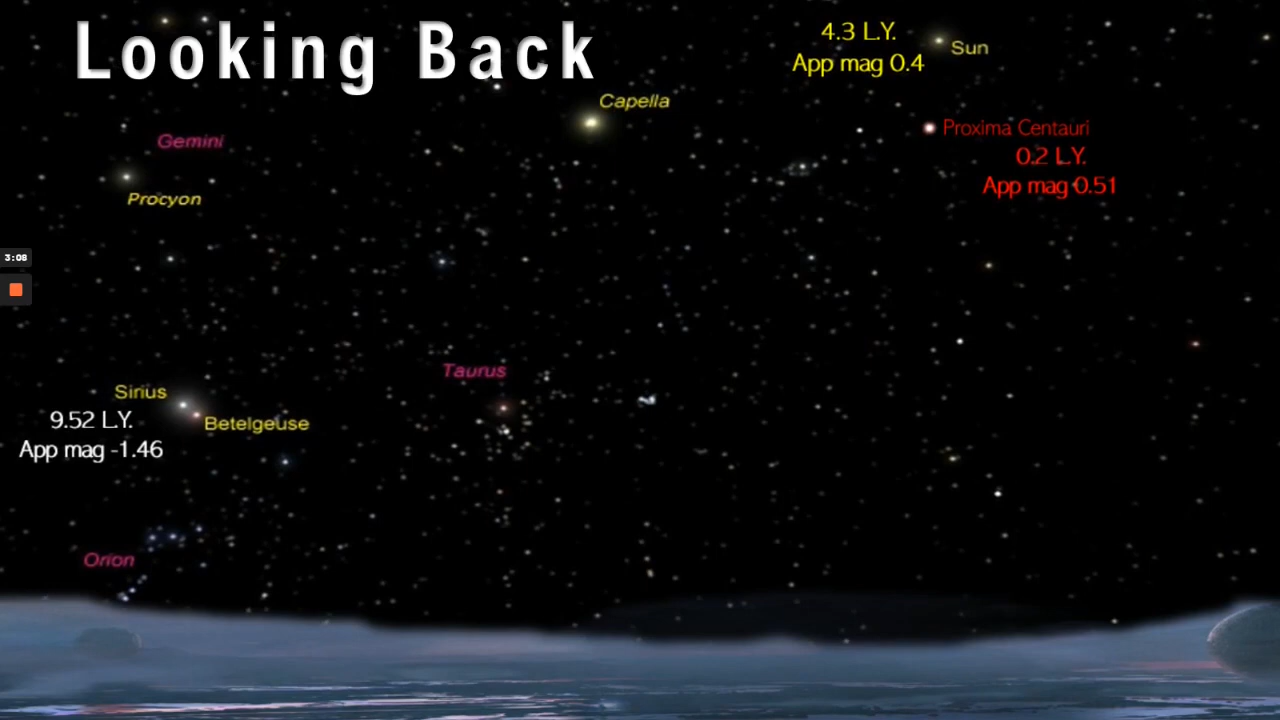 Looking Back
4.3 L.Y.
App mag 0.4
Sun
Capella
Proxima Centauri
0.2 L.Y.
App mag 0.51
Gemini
Procyon
3:08
Taurus
Sirius
9.52 L.Y.
App mag -1.46
Betelgeuse
Orion